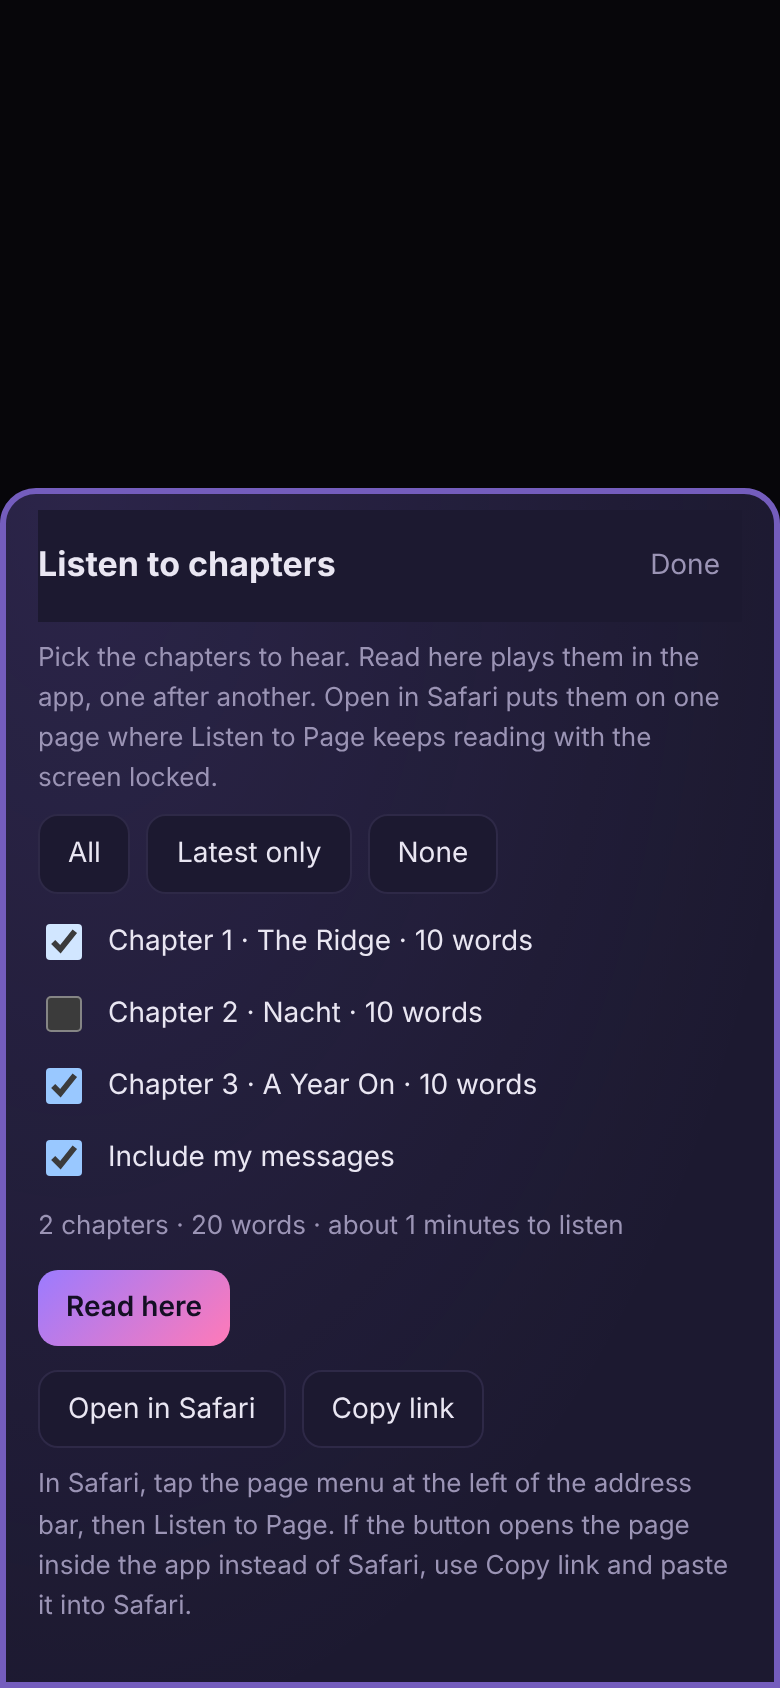 Listen to chapters
Done
Pick the chapters to hear. Read here plays them in the
app, one after another. Open in Safari puts them on one
page where Listen to Page keeps reading with the
screen locked.
All
Latest only
None
Chapter 1 · The Ridge · 10 words
Chapter 2 · Nacht · 10 words
Chapter 3 · A Year On · 10 words
Include my messages
2 chapters · 20 words · about 1 minutes to listen
Read here
Open in Safari
Copy link
In Safari, tap the page menu at the left of the address
bar, then Listen to Page. If the button opens the page
inside the app instead of Safari, use Copy link and paste
it into Safari.